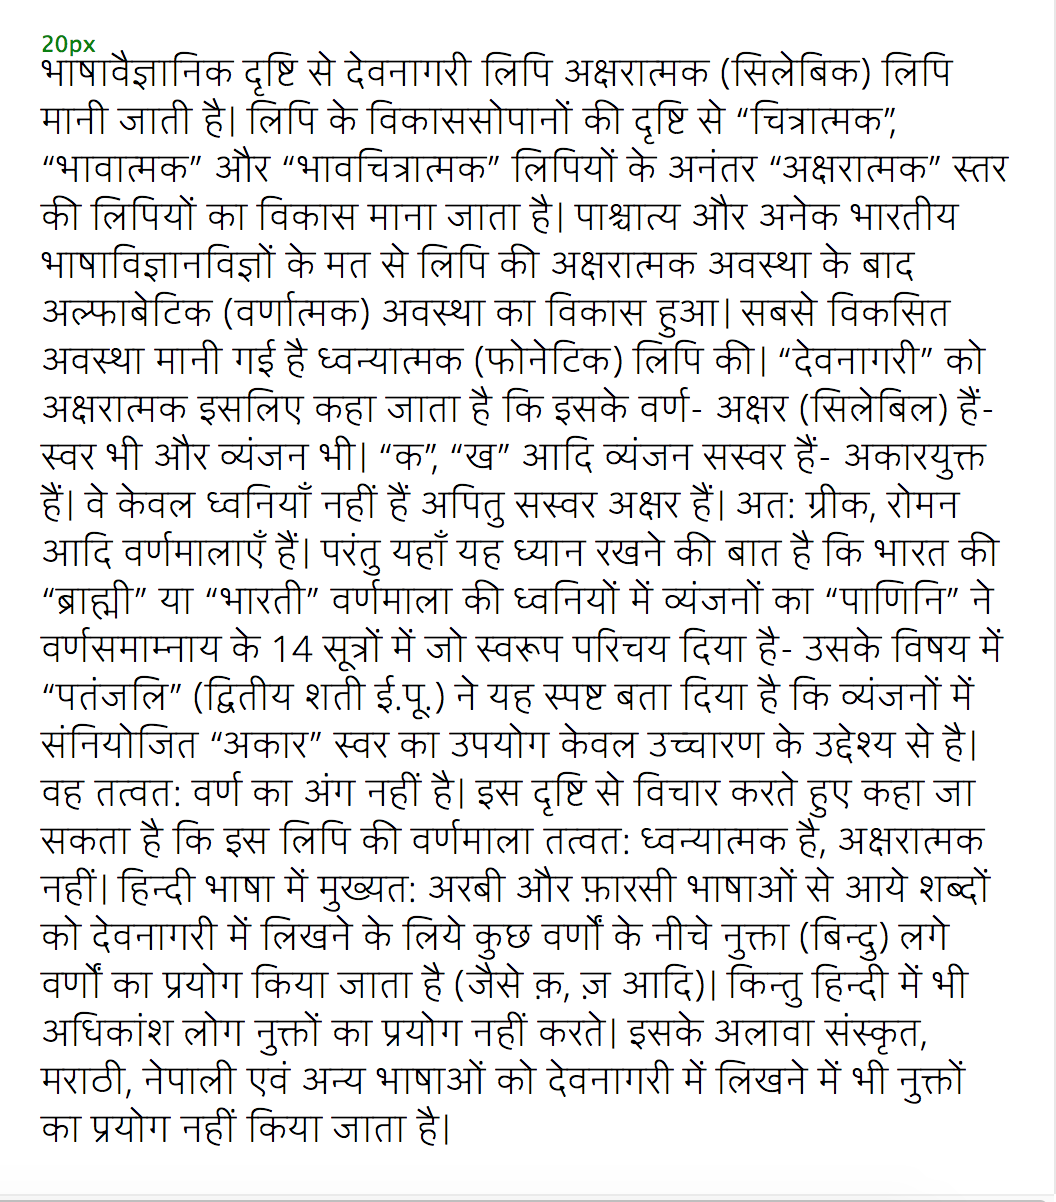 20px
भाषावैज्ञानिक दृष्टि से देवनागरी लिपि अक्षरात्मक (सिलेबिक) लिपि
मानी जाती है। लिपि के विकाससोपानों की दृष्टि से “चित्रात्मक”,
“भावात्मक” और “भावचित्रात्मक” लिपियों के अनंतर “अक्षरात्मक” स्तर
की लिपियों का विकास माना जाता है। पाश्चात्य और अनेक भारतीय
भाषाविज्ञानविज्ञों के मत से लिपि की अक्षरात्मक अवस्था के बाद
अल्फाबेटिक (वर्णात्मक) अवस्था का विकास हुआ। सबसे विकसित
अवस्था मानी गई है ध्वन्यात्मक (फोनेटिक) लिपि की। “देवनागरी” को
अक्षरात्मक इसलिए कहा जाता है कि इसके वर्ण- अक्षर (सिलेबिल) हैं-
स्वर भी और व्यंजन भी। “क”, “ख” आदि व्यंजन सस्वर हैं- अकारयुक्त
हैं। वे केवल ध्वनियाँ नहीं हैं अपितु सस्वर अक्षर हैं। अत: ग्रीक, रोमन
आदि वर्णमालाएँ हैं। परंतु यहाँ यह ध्यान रखने की बात है कि भारत की
“ब्राह्मी” या “भारती” वर्णमाला की ध्वनियों में व्यंजनों का “पाणिनि” ने
वर्णसमाम्नाय के 14 सूत्रों में जो स्वरूप परिचय दिया है- उसके विषय में
“पतंजलि” (द्वितीय शती ई.पू.) ने यह स्पष्ट बता दिया है कि व्यंजनों में
संनियोजित “अकार” स्वर का उपयोग केवल उच्चारण के उद्देश्य से है।
वह तत्वत: वर्ण का अंग नहीं है। इस दृष्टि से विचार करते हुए कहा जा
सकता है कि इस लिपि की वर्णमाला तत्वत: ध्वन्यात्मक है, अक्षरात्मक
नहीं। हिन्दी भाषा में मुख्यत: अरबी और फ़ारसी भाषाओं से आये शब्दों
को देवनागरी में लिखने के लिये कुछ वर्णों के नीचे नुक्ता (बिन्दु) लगे
वर्णों का प्रयोग किया जाता है (जैसे क़, ज़ आदि)। किन्तु हिन्दी में भी
अधिकांश लोग नुक्तों का प्रयोग नहीं करते। इसके अलावा संस्कृत,
मराठी, नेपाली एवं अन्य भाषाओं को देवनागरी में लिखने में भी नुक्तों
का प्रयोग नहीं किया जाता है।